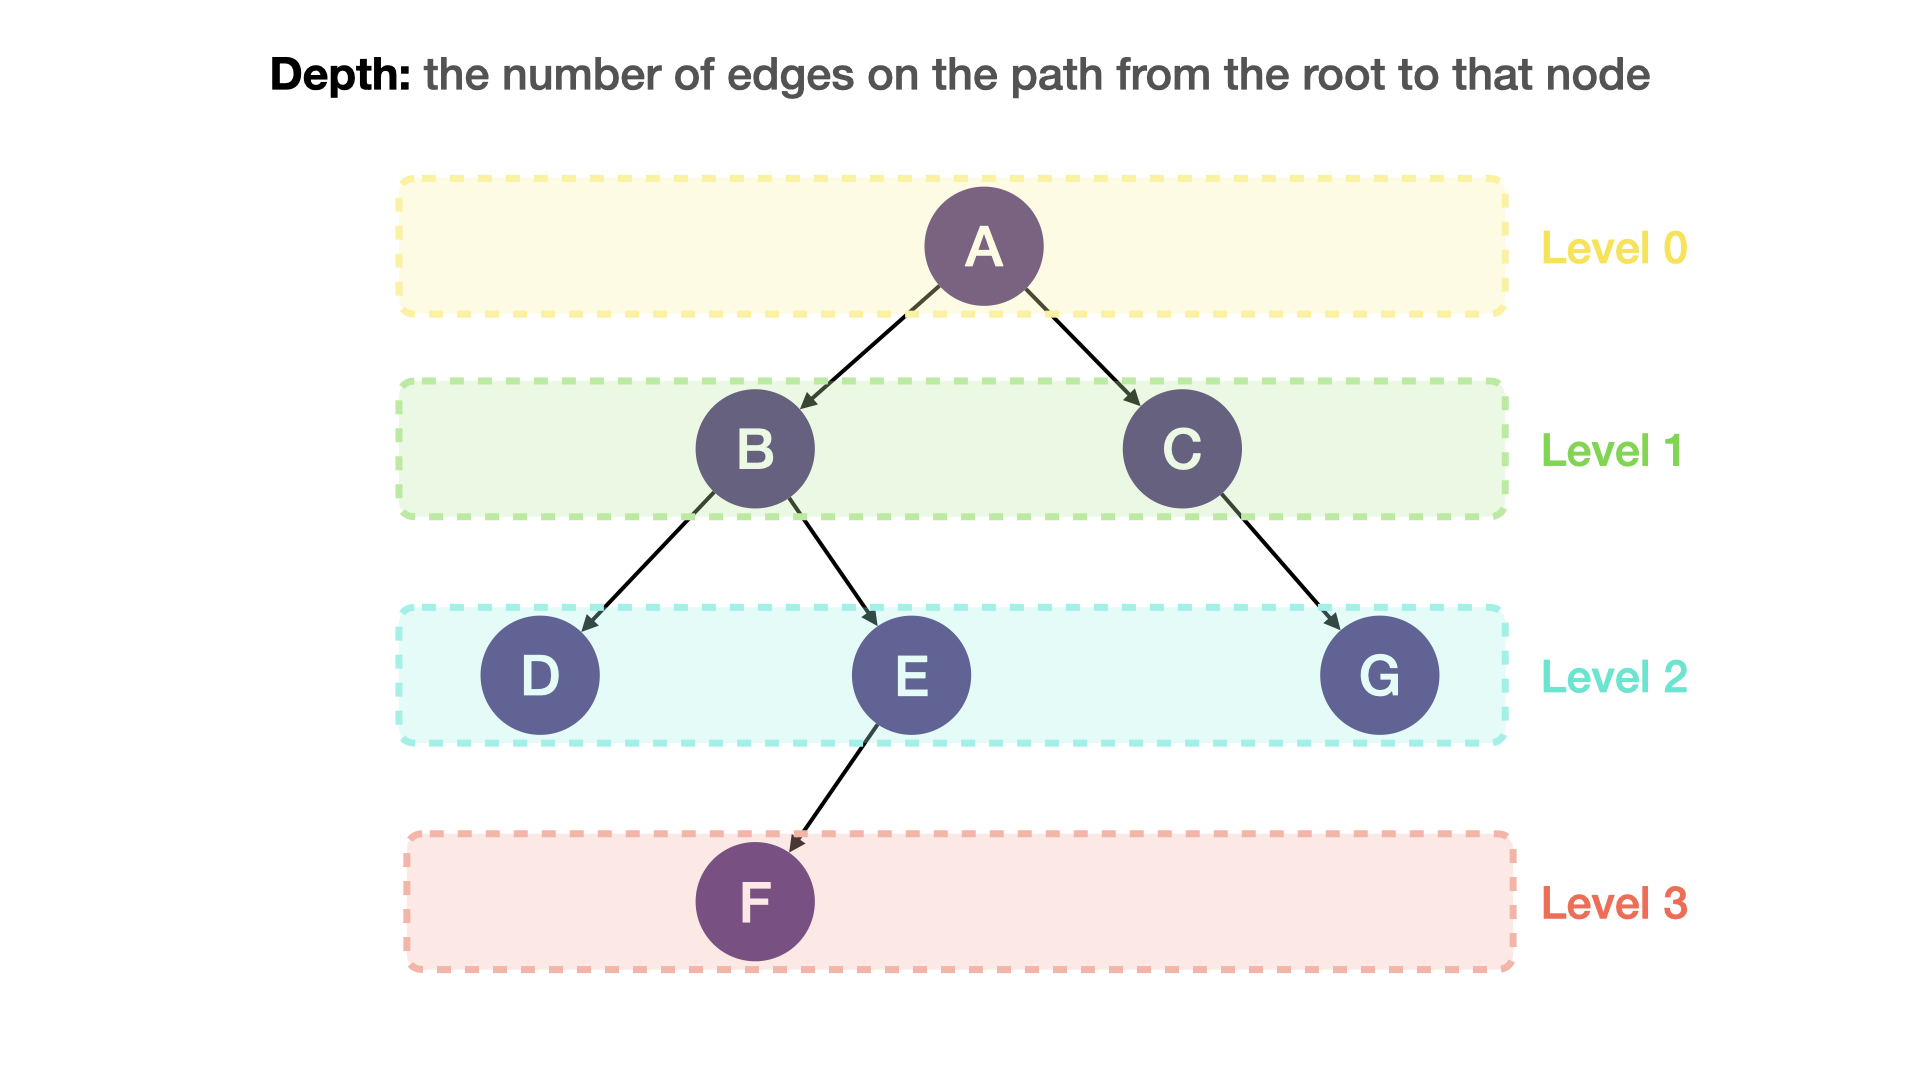 Depth: the number of edges on the path from the root to that node
A
Level 0
B
C
Level 1
D
E
G
Level 2
F
Level 3